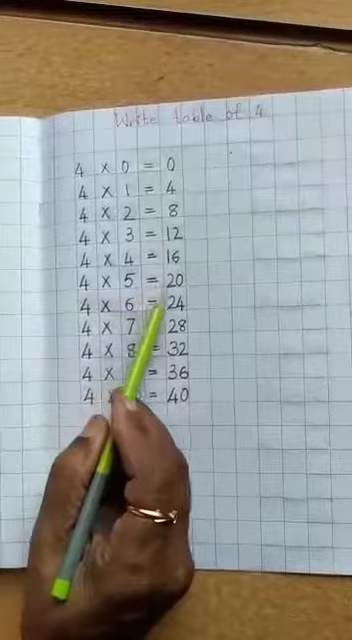 Write table of 4
4 × 0 = 0
4 × 1 = 4
4 × 2 = 8
4 × 3 = 12
4 × 4 = 16
4 × 5 = 20
4 × 6 = 24
4 × 7 28
4 × 8 = 32
4 × = 36
4 = 40